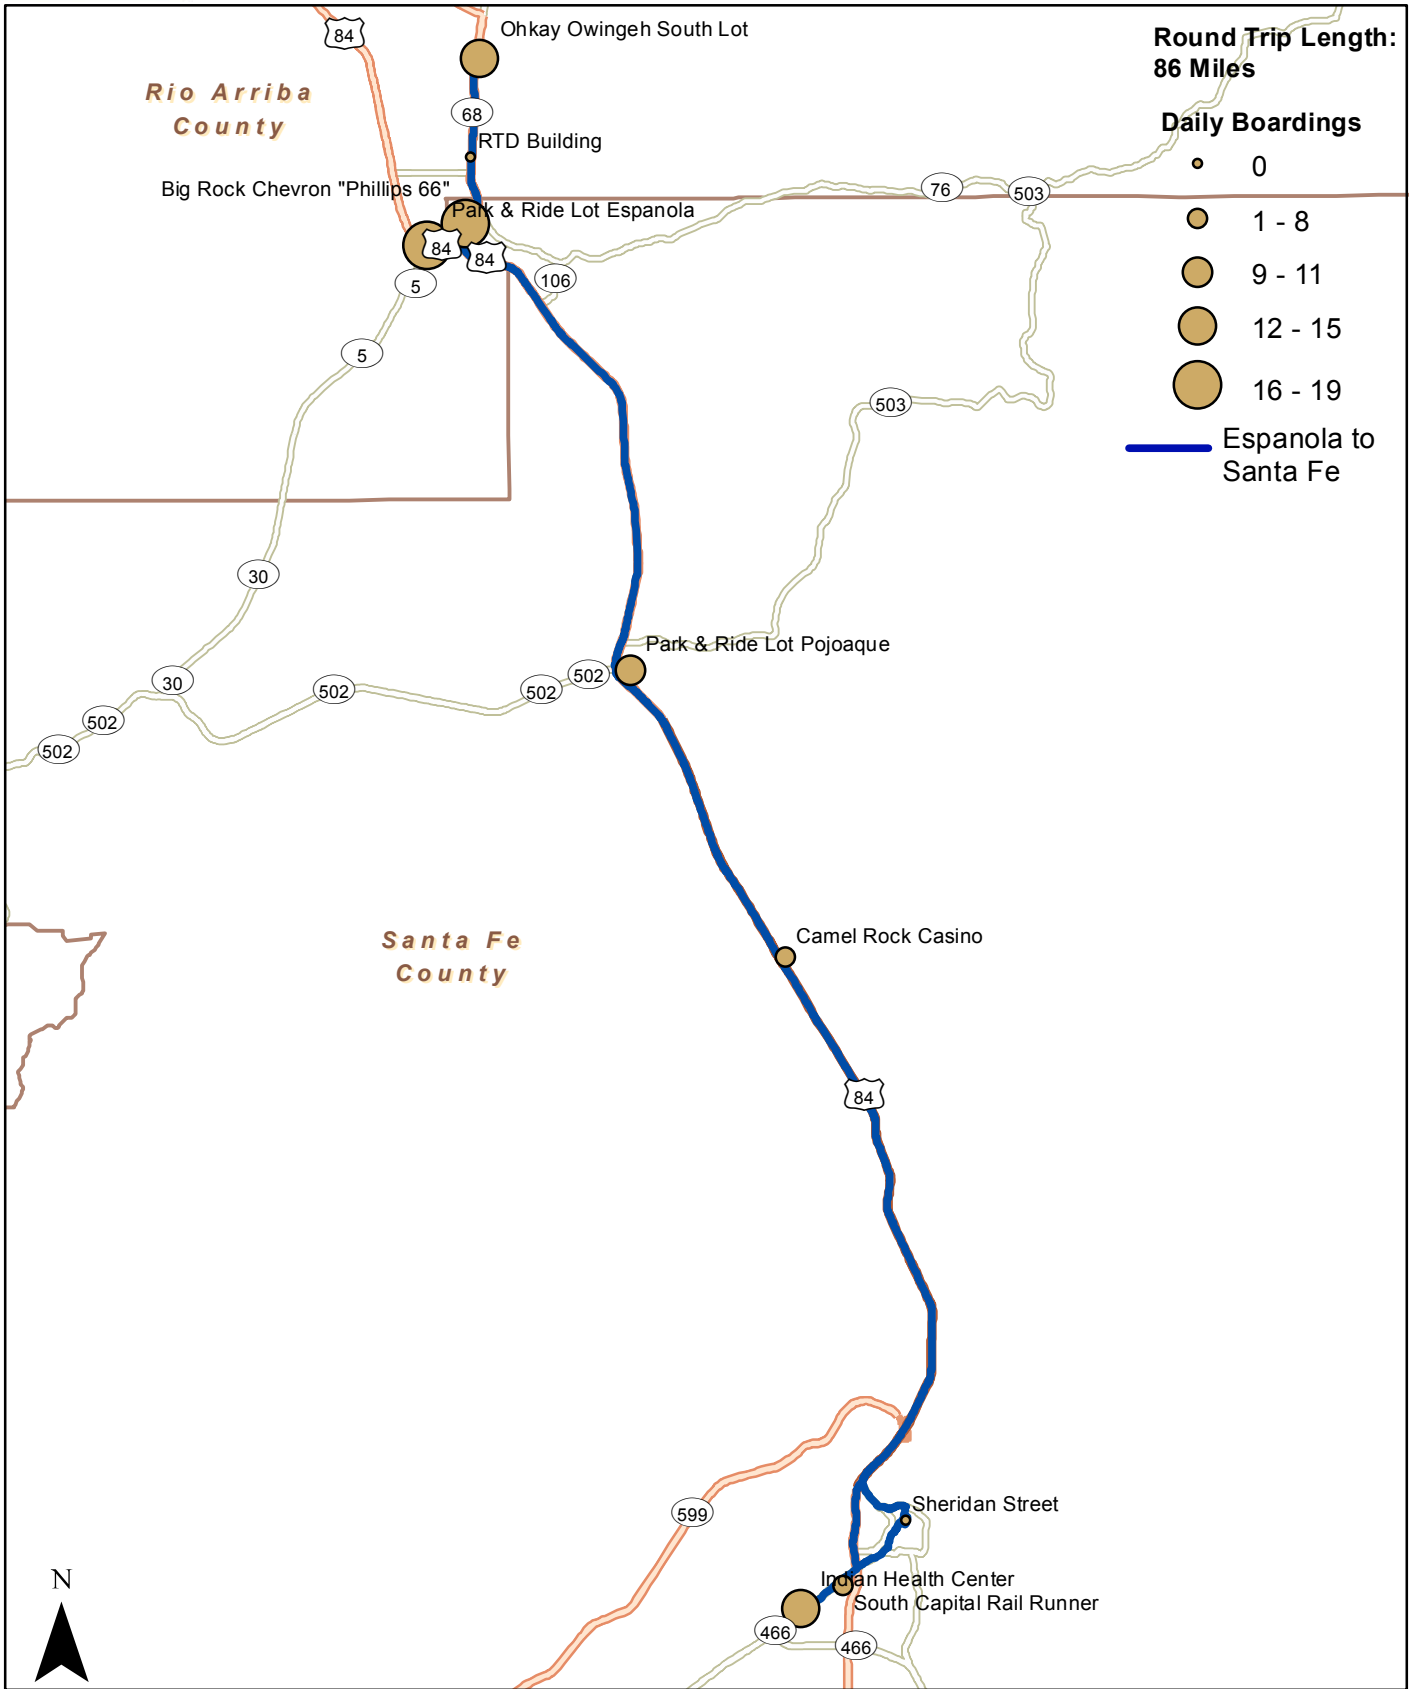 84
Ohkay Owingeh South Lot
Round Trip Length:
86 Miles
Rio Arriba
County
68
Daily Boardings
RTD Building
0
Big Rock Chevron "Phillips 66"
76
503
Park & Ride Lot Espanola
1 - 8
84
84
5
106
9 - 11
12 - 15
5
16 - 19
503
Espanola to
Santa Fe
30
Park & Ride Lot Pojoaque
502
30
502
502
502
502
Camel Rock Casino
Santa Fe
County
84
Sheridan Street
599
N
Indian Health Center
South Capital Rail Runner
466
466